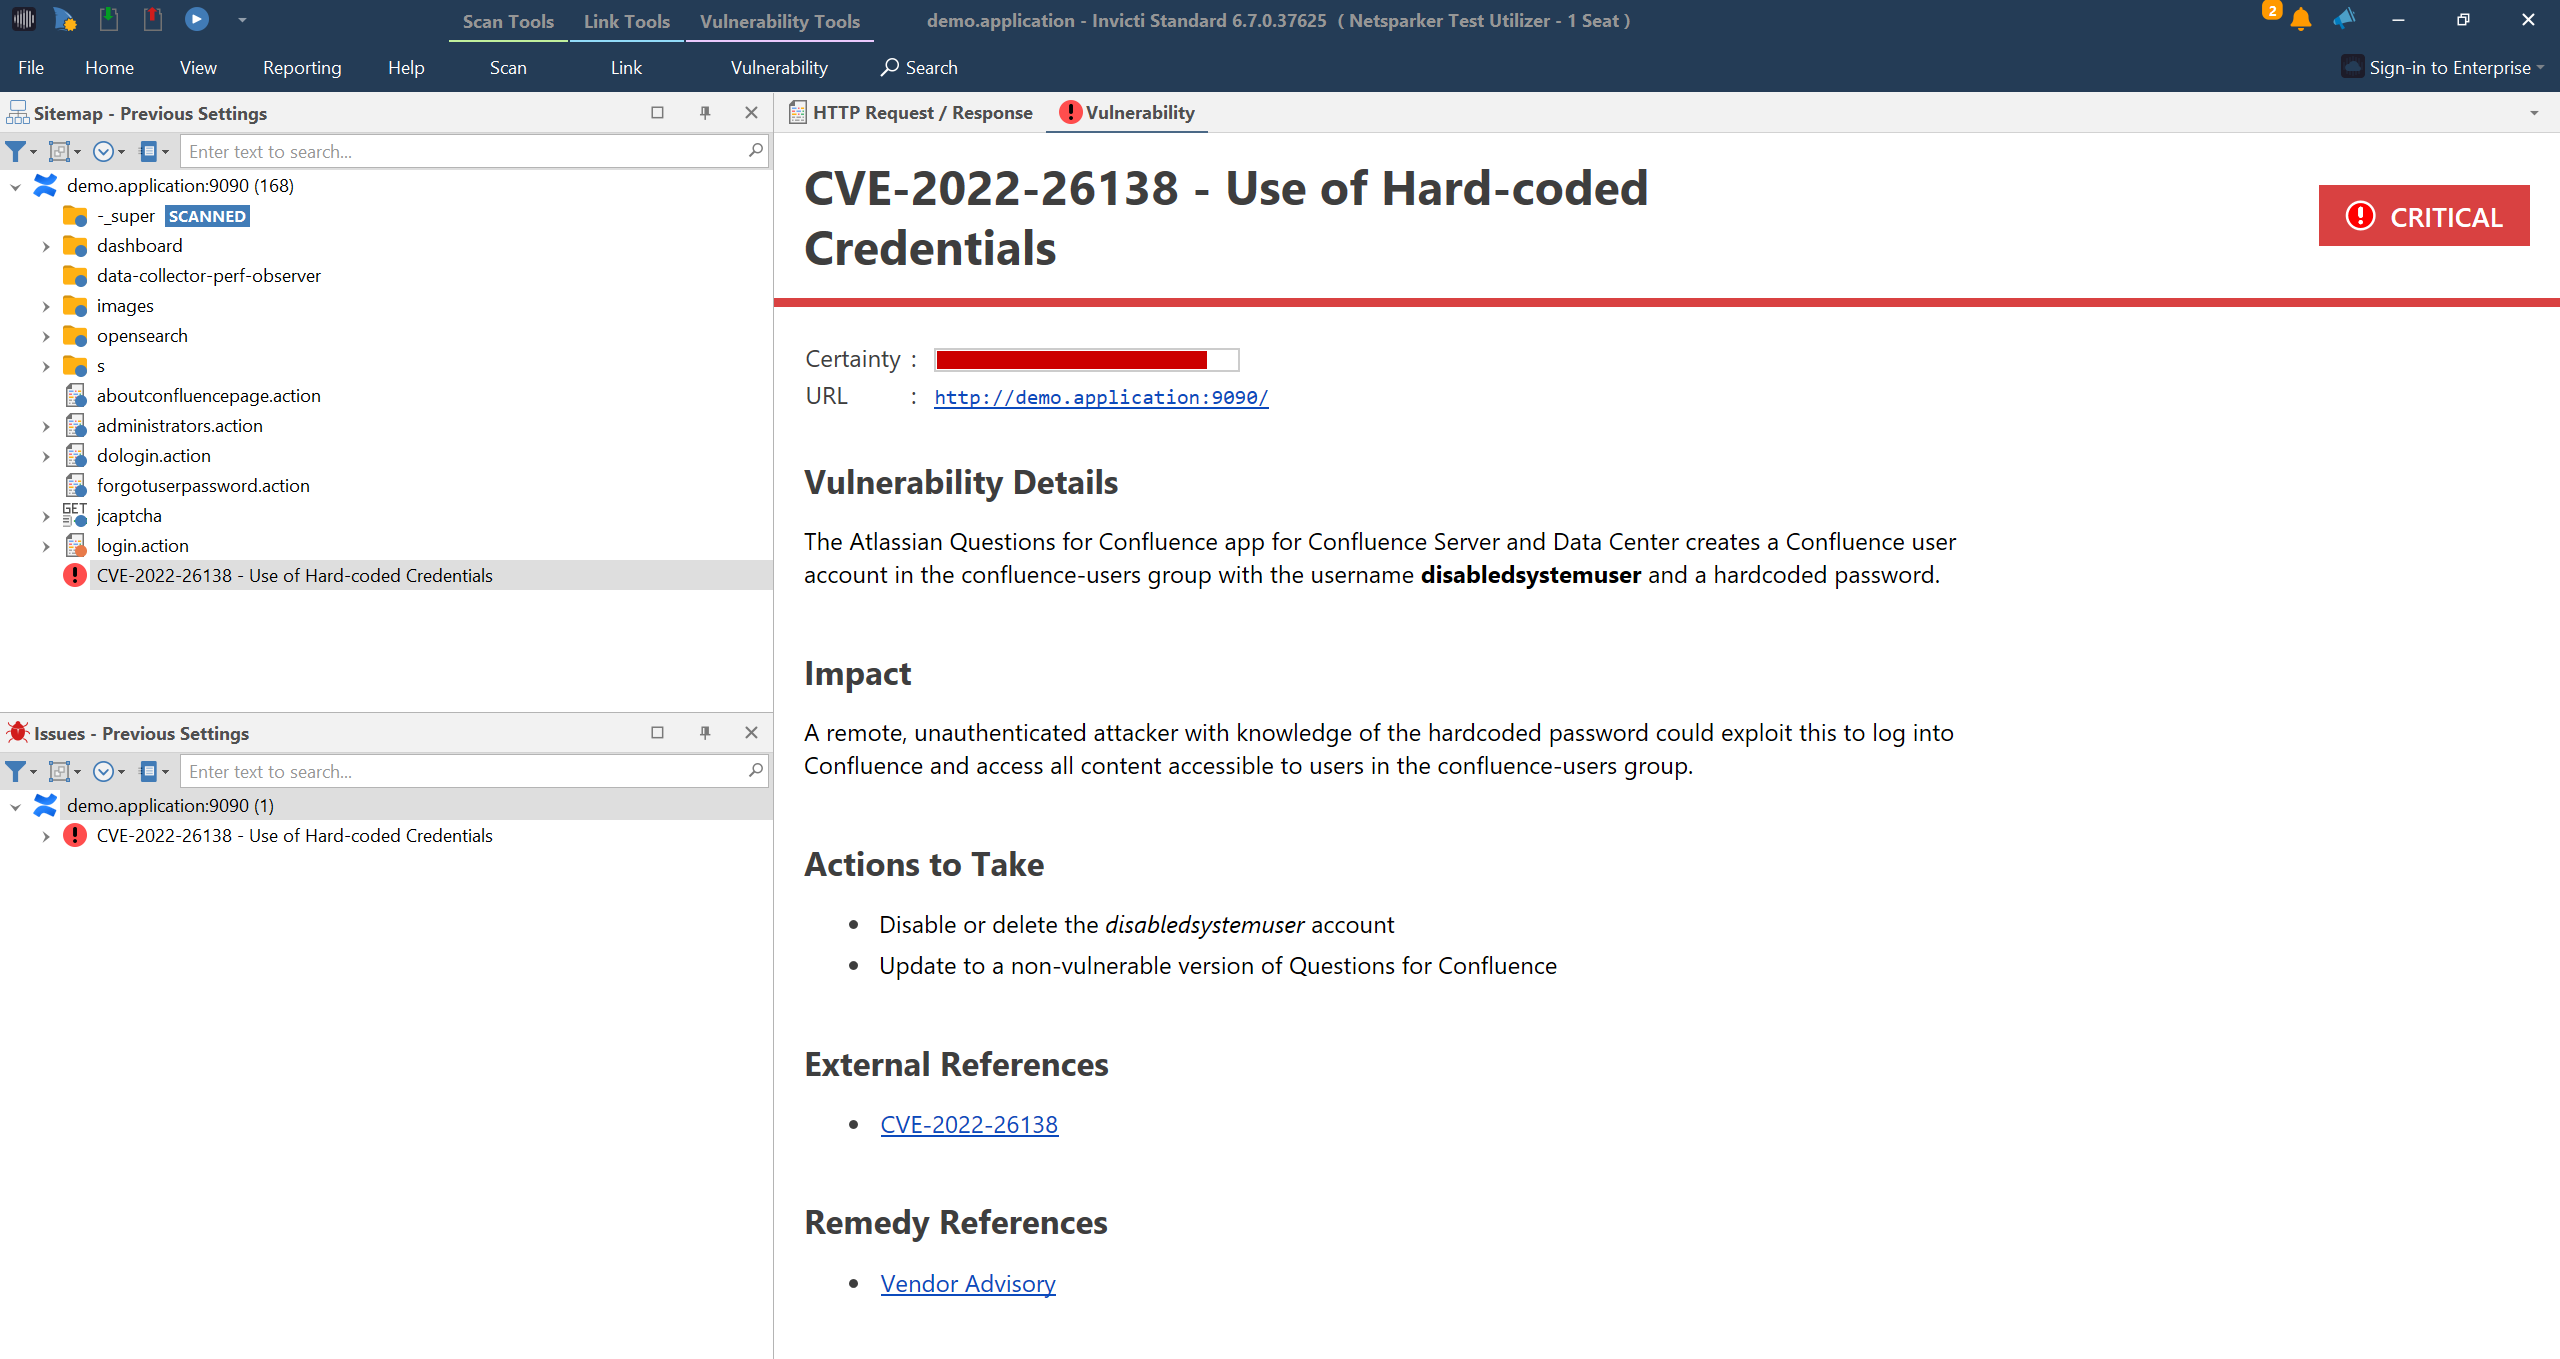 Scan Tools Link Tools Vulnerability Tools demo.application - Invicti Standard 6.7.0.37625 ( Netsparker Test Utilizer - 1 Seat ) 2
File Home View Reporting Help Scan Link Vulnerability Search Sign-in to Enterprise
Sitemap - Previous Settings
Enter text to search...
demo.application:9090 (168)
-_super SCANNED
dashboard
data-collector-perf-observer
images
opensearch
s
aboutconfluencepage.action
administrators.action
dologin.action
forgotuserpassword.action
GET jcaptcha
login.action
CVE-2022-26138 - Use of Hard-coded Credentials
Issues - Previous Settings
Enter text to search...
demo.application:9090 (1)
CVE-2022-26138 - Use of Hard-coded Credentials
HTTP Request / Response Vulnerability
CVE-2022-26138 - Use of Hard-coded
Credentials
CRITICAL
Certainty :
URL : http://demo.application:9090/
Vulnerability Details
The Atlassian Questions for Confluence app for Confluence Server and Data Center creates a Confluence user
account in the confluence-users group with the username disabledsystemuser and a hardcoded password.
Impact
A remote, unauthenticated attacker with knowledge of the hardcoded password could exploit this to log into
Confluence and access all content accessible to users in the confluence-users group.
Actions to Take
• Disable or delete the disabledsystemuser account
• Update to a non-vulnerable version of Questions for Confluence
External References
• CVE-2022-26138
Remedy References
• Vendor Advisory